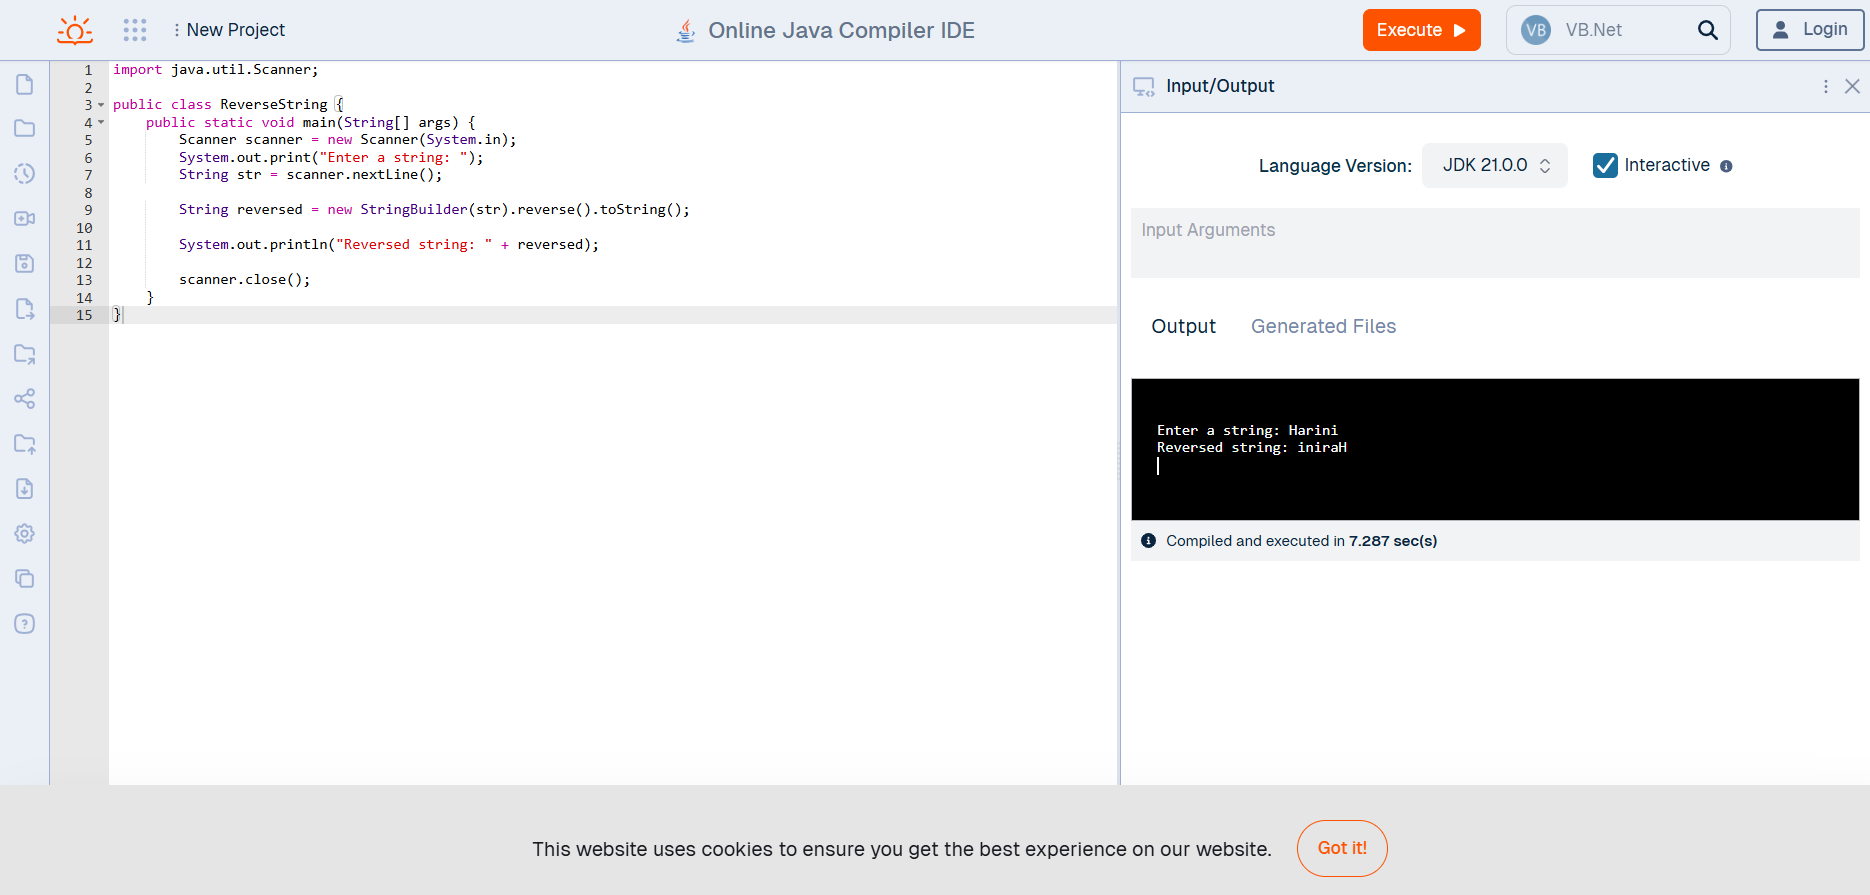 New Project
Online Java Compiler IDE
Execute
VB
VB.Net
Login
1 import java.util.Scanner;
2
3 public class ReverseString {
4     public static void main(String[] args) {
5         Scanner scanner = new Scanner(System.in);
6         System.out.print("Enter a string: ");
7         String str = scanner.nextLine();
8
9         String reversed = new StringBuilder(str).reverse().toString();
10
11         System.out.println("Reversed string: " + reversed);
12
13         scanner.close();
14     }
15 }
Input/Output
Language Version:
JDK 21.0.0
Interactive
Input Arguments
Output
Generated Files
Enter a string: Harini
Reversed string: iniraH
Compiled and executed in 7.287 sec(s)
This website uses cookies to ensure you get the best experience on our website.
Got it!